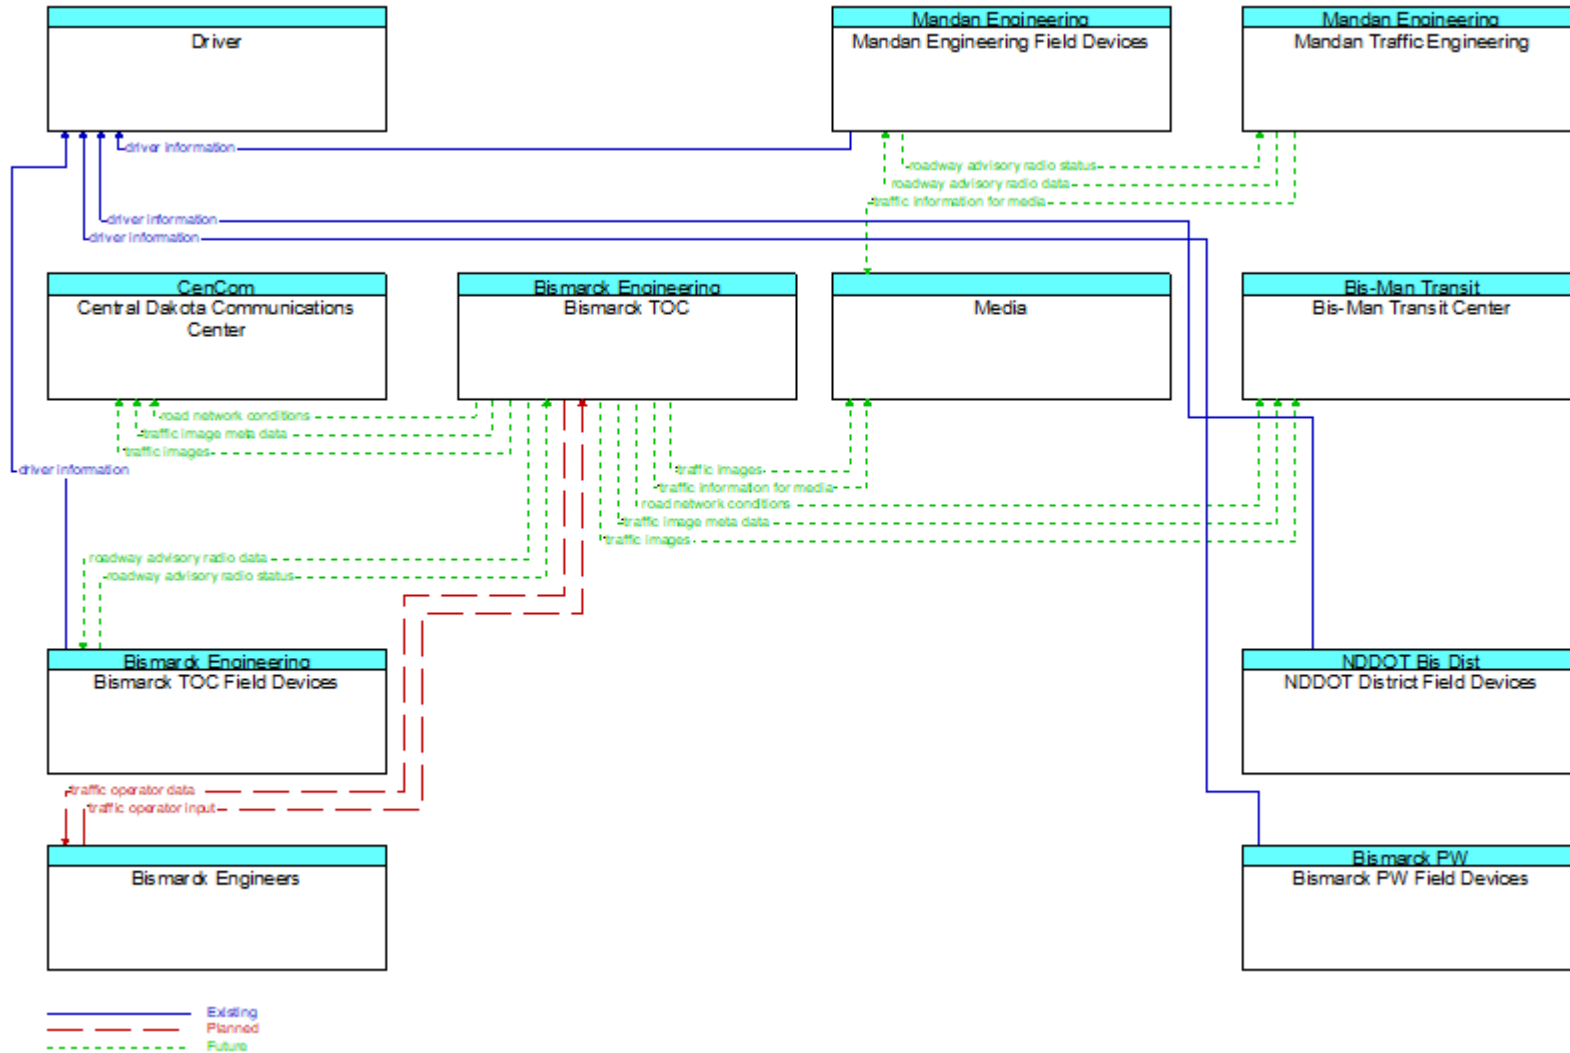 Driver
Mandan Engineering
Mandan Engineering Field Devices
Mandan Engineering
Mandan Traffic Engineering
driver information
roadway advisory radio status
roadway advisory radio data
traffic information for media
driver information
driver information
CenCom
Central Dakota Communications
Center
Bismarck Engineering
Bismarck TOC
Media
Bis-Man Transit
Bis-Man Transit Center
road network conditions
traffic image meta data
traffic images
driver information
traffic images
traffic information for media
road network conditions
traffic image meta data
traffic images
roadway advisory radio data
roadway advisory radio status
Bismarck Engineering
Bismarck TOC Field Devices
NDDOT Bis Dist
NDDOT District Field Devices
traffic operator data
traffic operator input
Bismarck Engineers
Bismarck PW
Bismarck PW Field Devices
Existing
Planned
Future